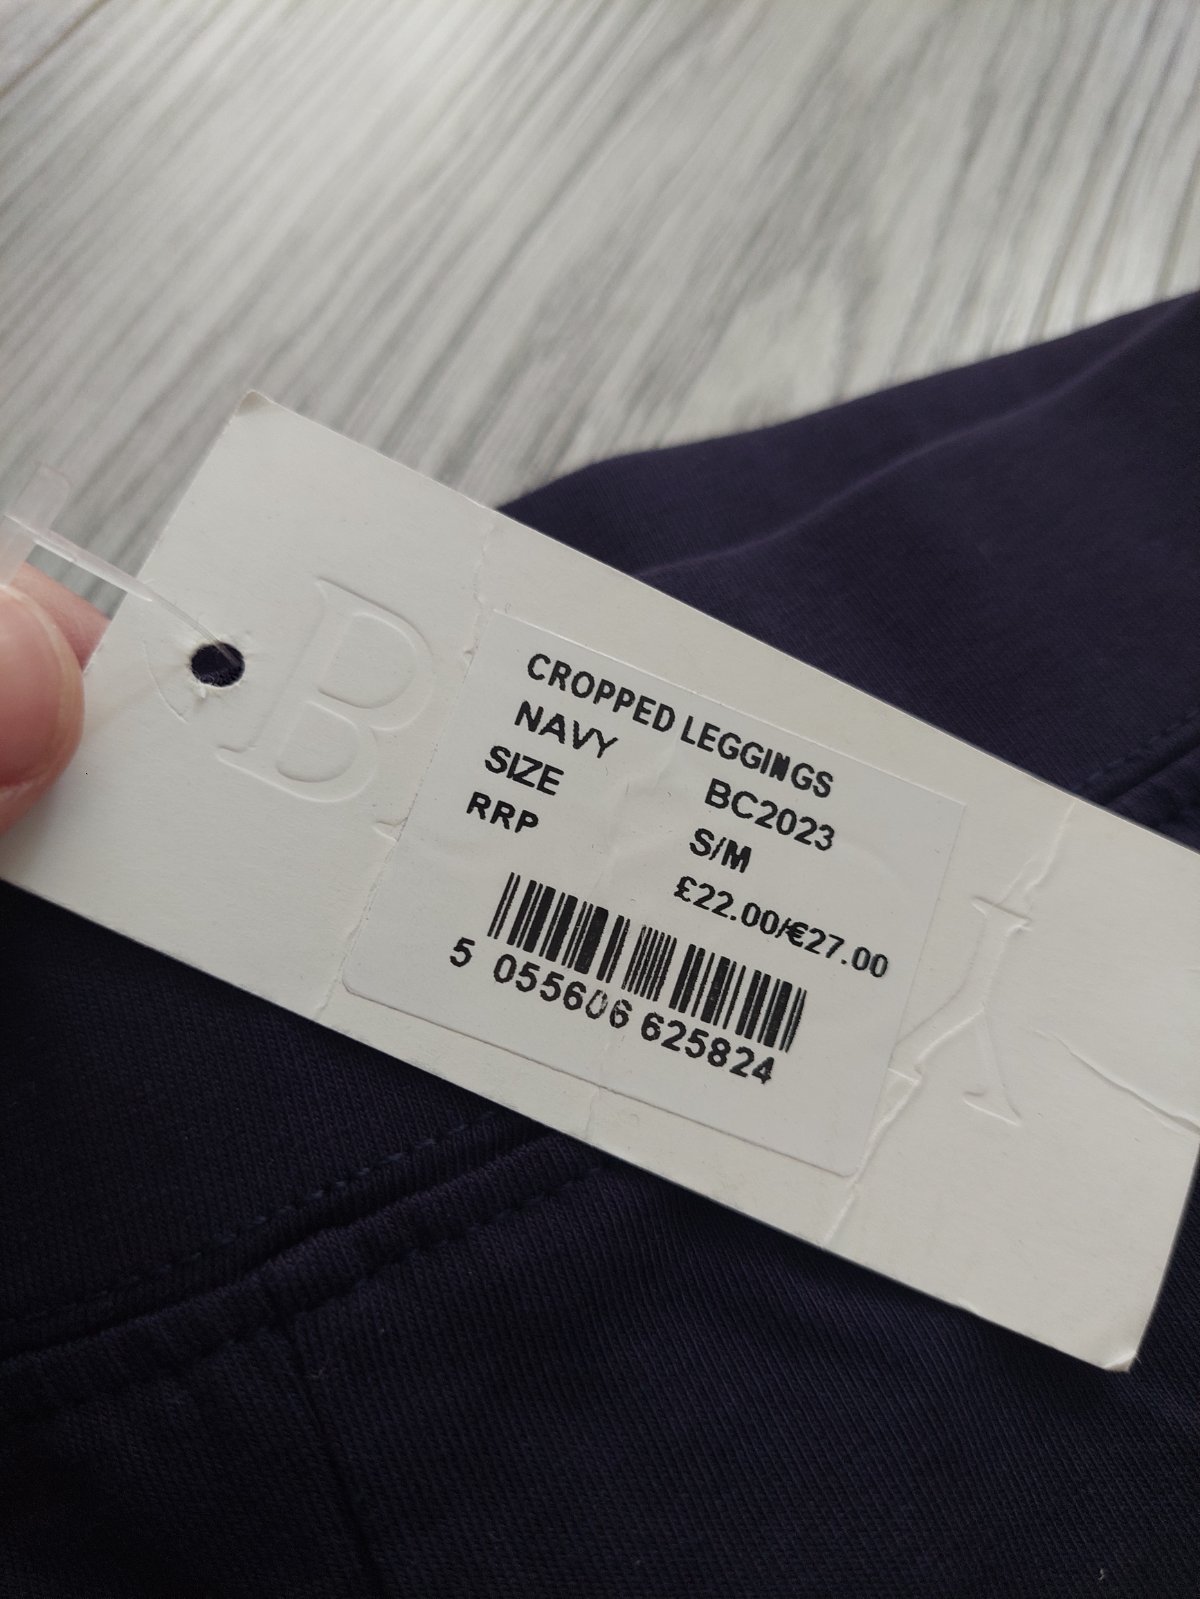 B
CROPPED LEGGINGS
NAVY BC2023
SIZE S/M
RRP £22.00/€27.00
5 055606 625824